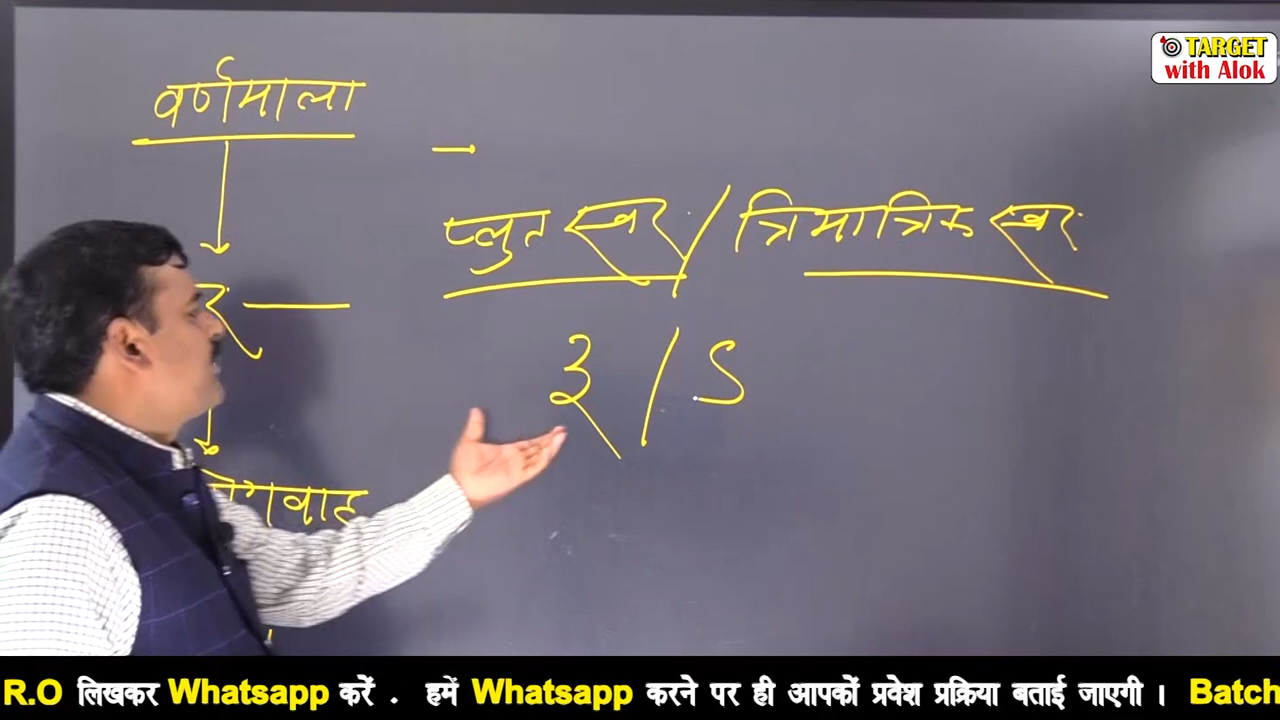 TARGET
with Alok
वर्णमाला
प्लुत स्वर / त्रिमात्रिक स्वर
३ / S
R.O लिखकर Whatsapp करें . हमें Whatsapp करने पर ही आपकों प्रवेश प्रक्रिया बताई जाएगी । Batch